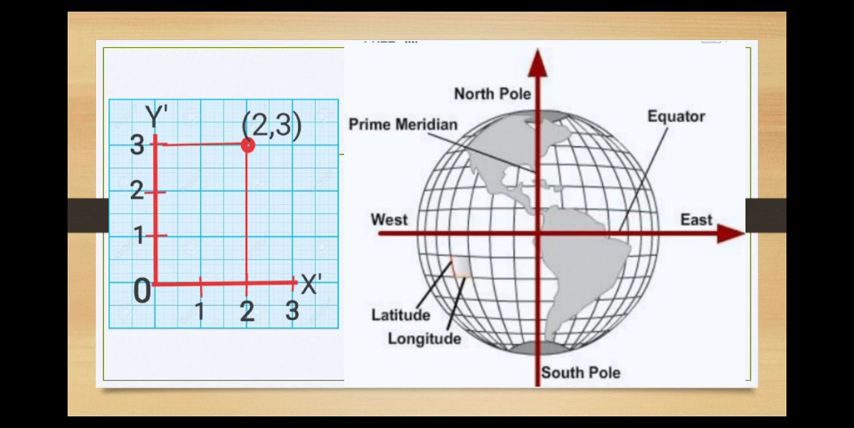 Y'
(2,3)
3
2
1
0
X'
1 2 3
North Pole
Prime Meridian
Equator
West
East
Latitude
Longitude
South Pole